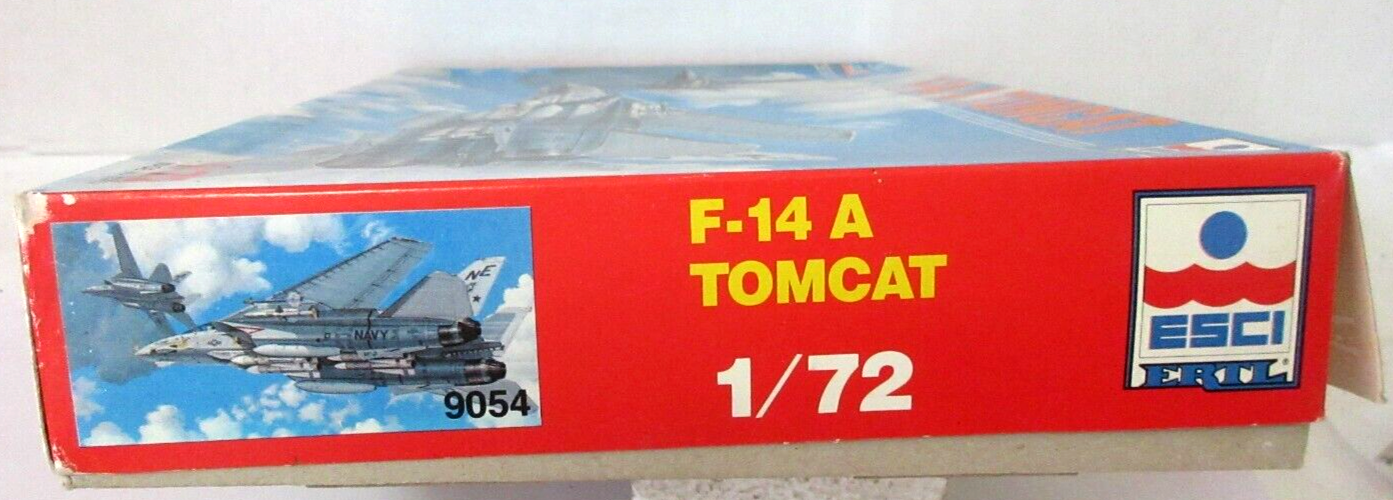 NE
NAVY
9054
F-14 A
TOMCAT
1/72
ESCI
ERTL®